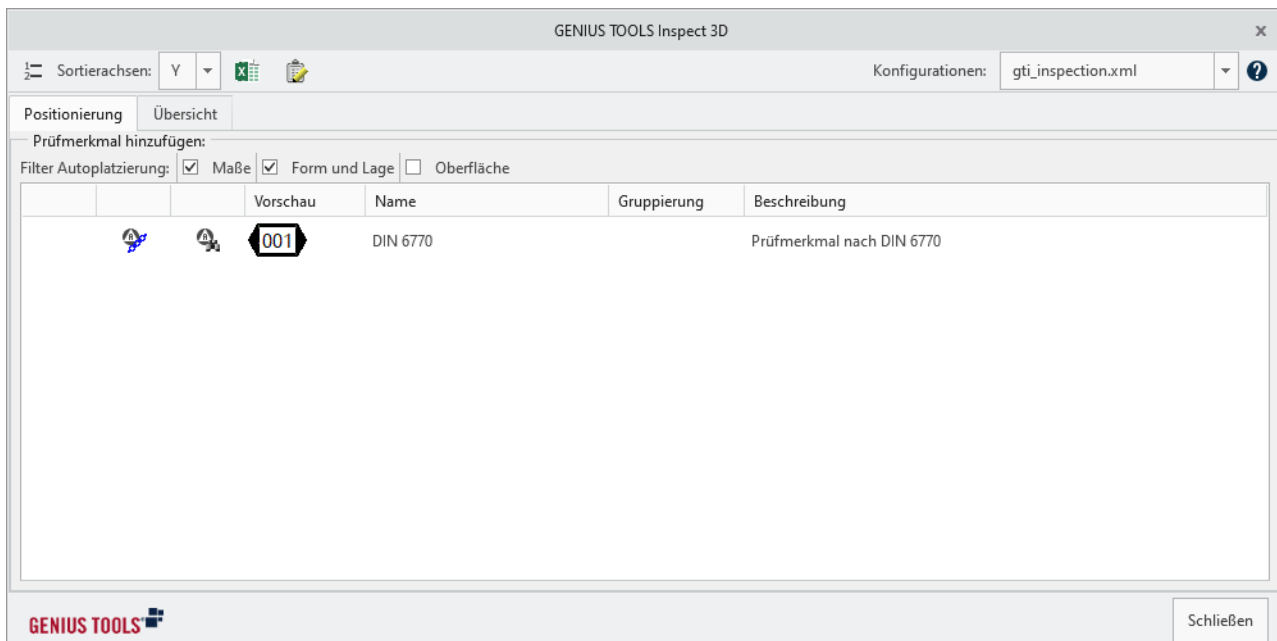 GENIUS TOOLS Inspect 3D
Sortierachsen: Y Konfigurationen: gti_inspection.xml
Positionierung Übersicht
Prüfmerkmal hinzufügen:
Filter Autoplatzierung: Maße Form und Lage Oberfläche
Vorschau Name Gruppierung Beschreibung
001 DIN 6770 Prüfmerkmal nach DIN 6770
GENIUS TOOLS Schließen